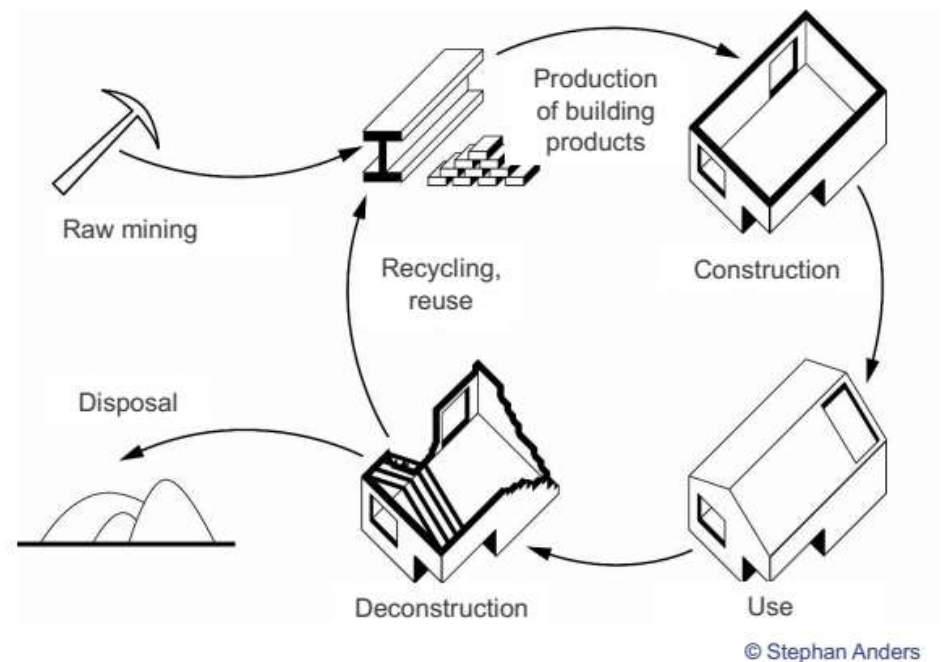 Production
of building
products
Raw mining
Recycling,
reuse
Construction
Disposal
Deconstruction
Use
© Stephan Anders